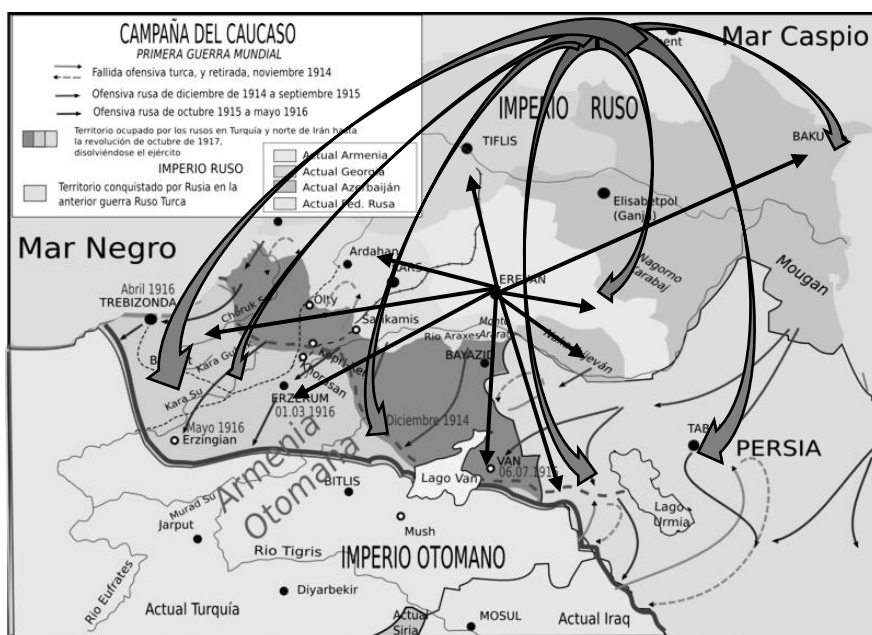 CAMPAÑA DEL CAUCASO
PRIMERA GUERRA MUNDIAL
Fallida ofensiva turca, y retirada, noviembre 1914
Ofensiva rusa de diciembre de 1914 a septiembre 1915
Ofensiva rusa de octubre 1915 a mayo 1916
Territorio ocupado por los rusos en Turquía y norte de Irán hasta
la revolución de octubre de 1917,
disolviéndose el ejército
IMPERIO RUSO
Territorio conquistado por Rusia en la
anterior guerra Ruso Turca
Actual Armenia
Actual Georgia
Actual Azerbaiján
Actual Fed. Rusa
Mar Caspio
IMPERIO RUSO
TIFLIS
BAKU
Elisabetpol
(Ganja)
Mar Negro
Ardahan
EREVAN
Nagorno
Karabaj
Mougan
Abril 1916
TREBIZONDA
Olty
Sarikamis
Rio Araxes
BAYAZID
Kara Su
ERZERUM
01.03 1916
Diciembre 1914
Mayo 1916
Erzingian
Armenia
Otomana
VAN
06.07.1915
PERSIA
Lago Van
Lago
Urmia
BITLIS
Murad Su
Jarput
Mush
Rio Tigris
IMPERIO OTOMANO
Rio Eufrates
Diyarbekir
Actual Turquía
Actual
Siria
MOSUL
Actual Iraq